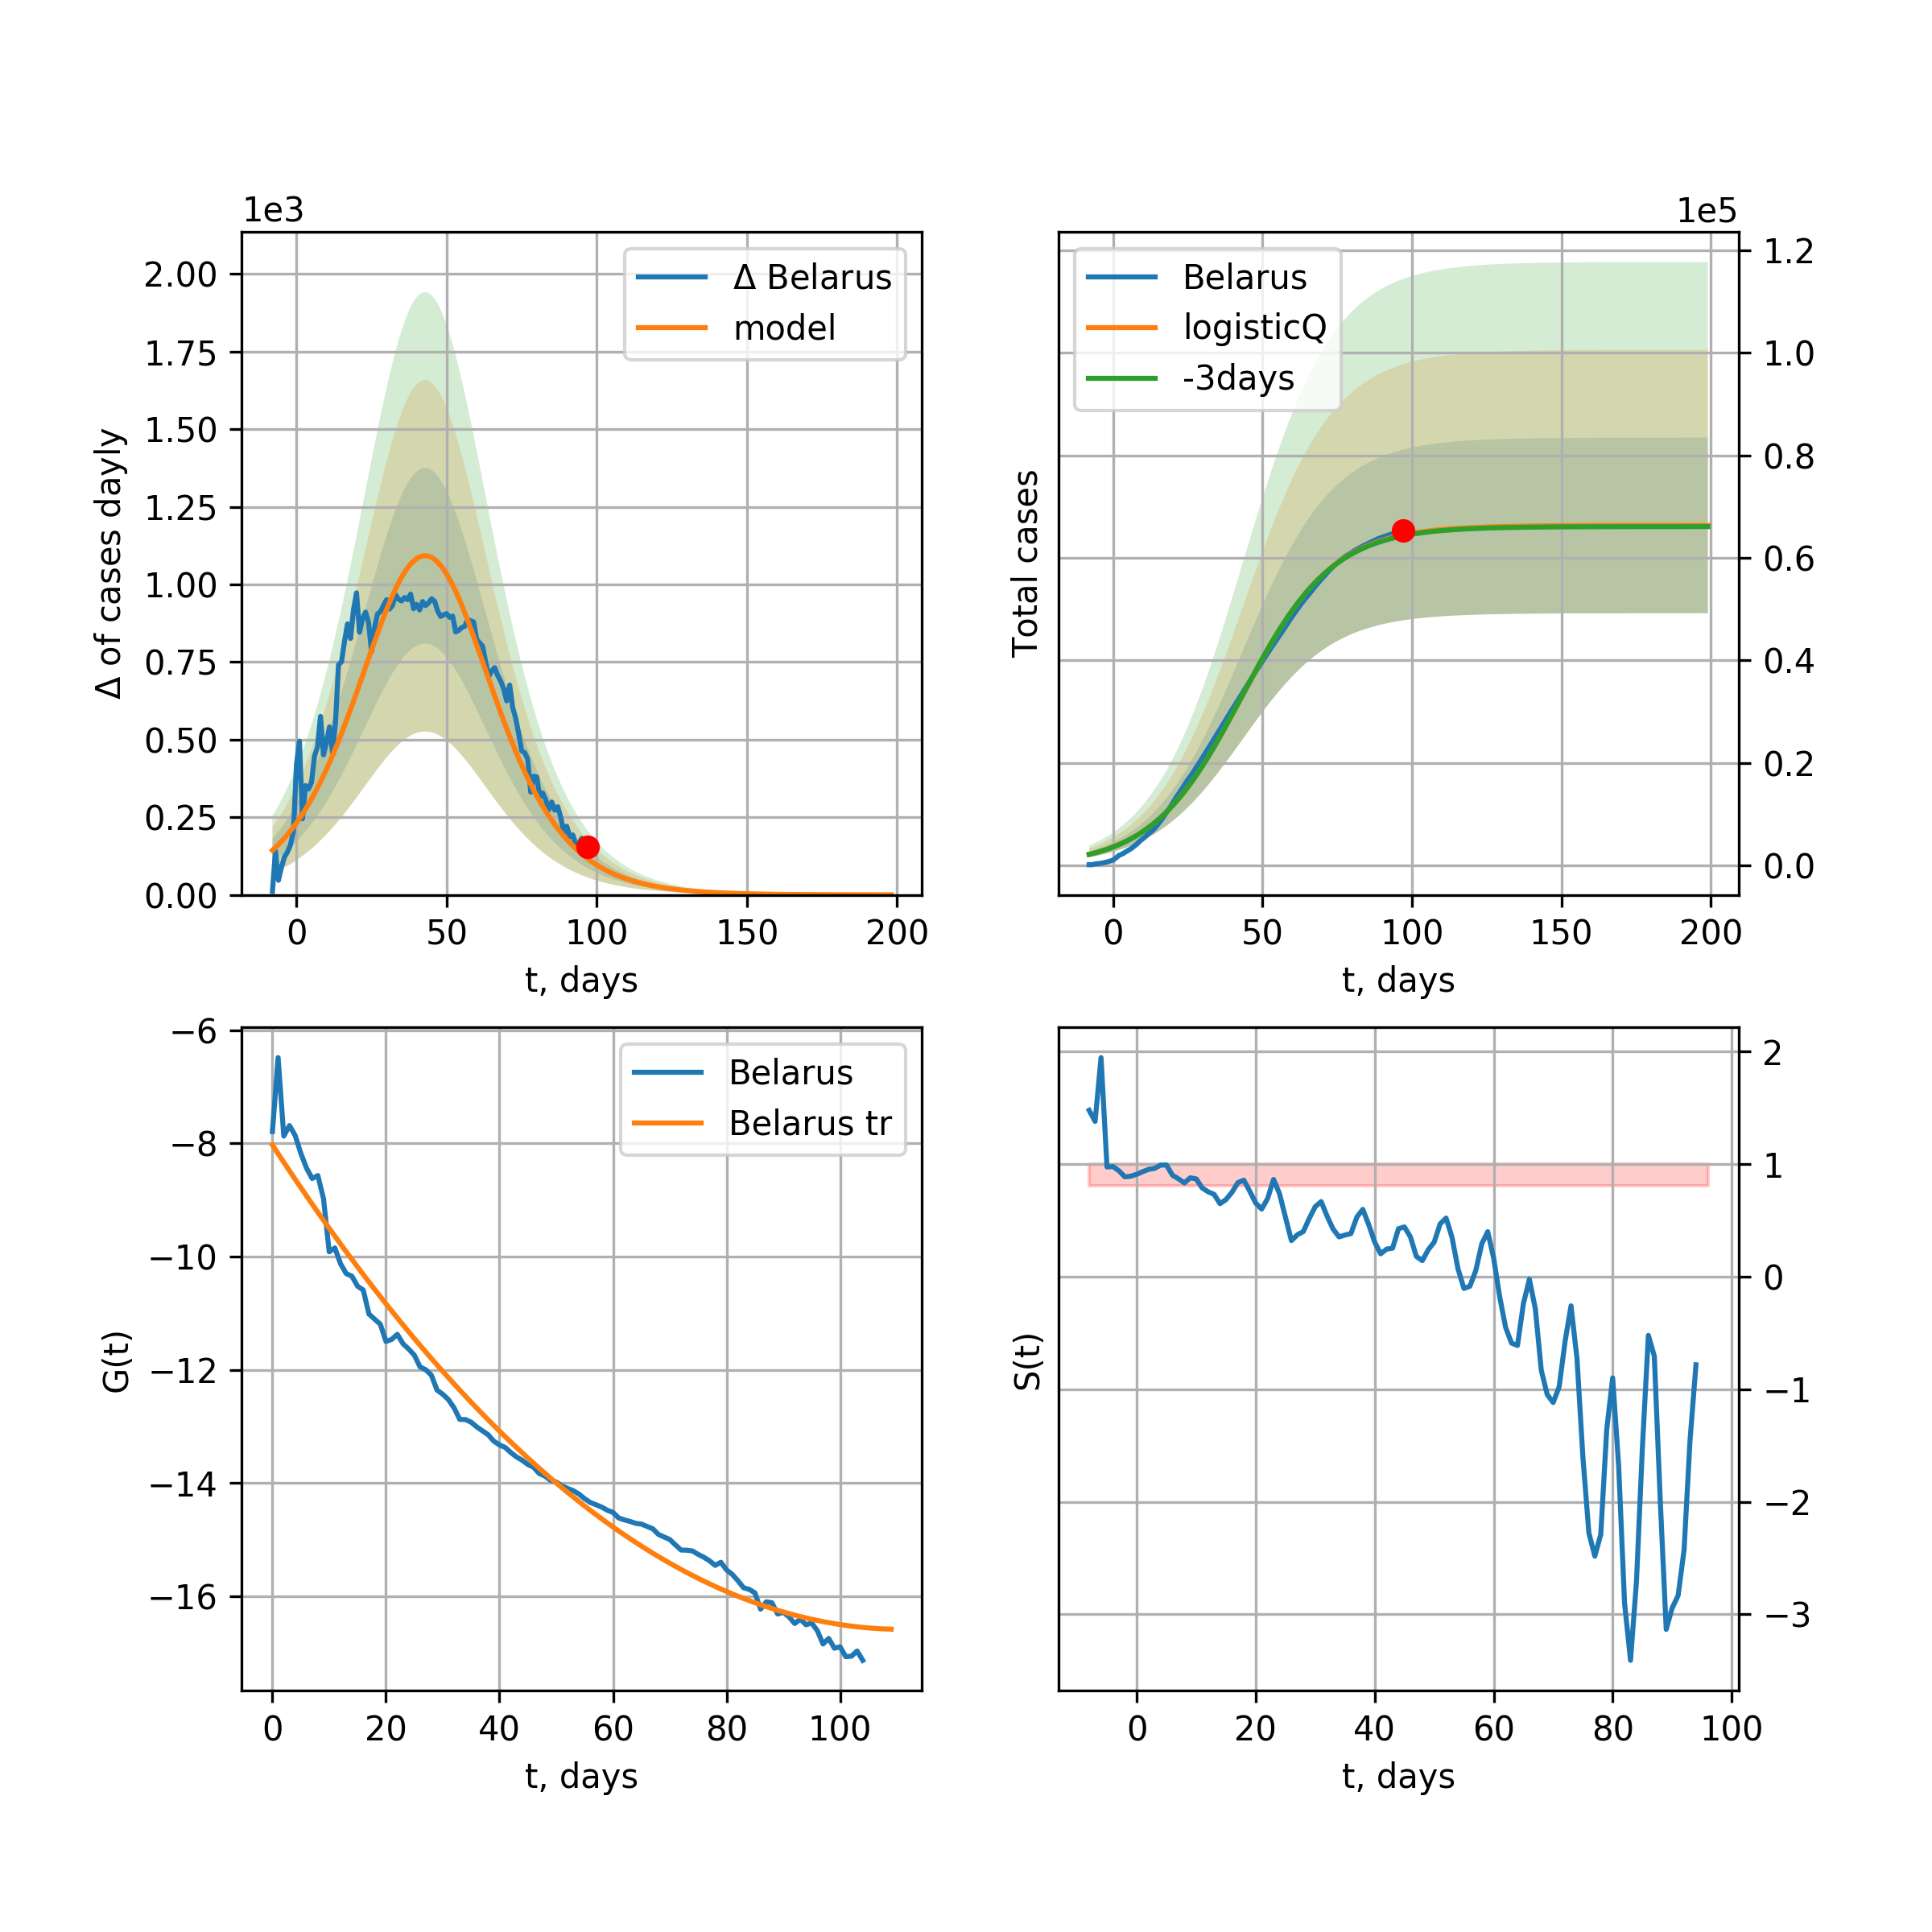 1e3
2.00
1.75
1.50
1.25
1.00
0.75
0.50
0.25
0.00
Δ of cases dayly
Δ Belarus
model
0 50 100 150 200
t, days
1e5
Belarus
logisticQ
-3days
Total cases
1.2
1.0
0.8
0.6
0.4
0.2
0.0
0 50 100 150 200
t, days
−6
−8
−10
−12
−14
−16
G(t)
Belarus
Belarus tr
0 20 40 60 80 100
t, days
S(t)
2
1
0
−1
−2
−3
0 20 40 60 80 100
t, days